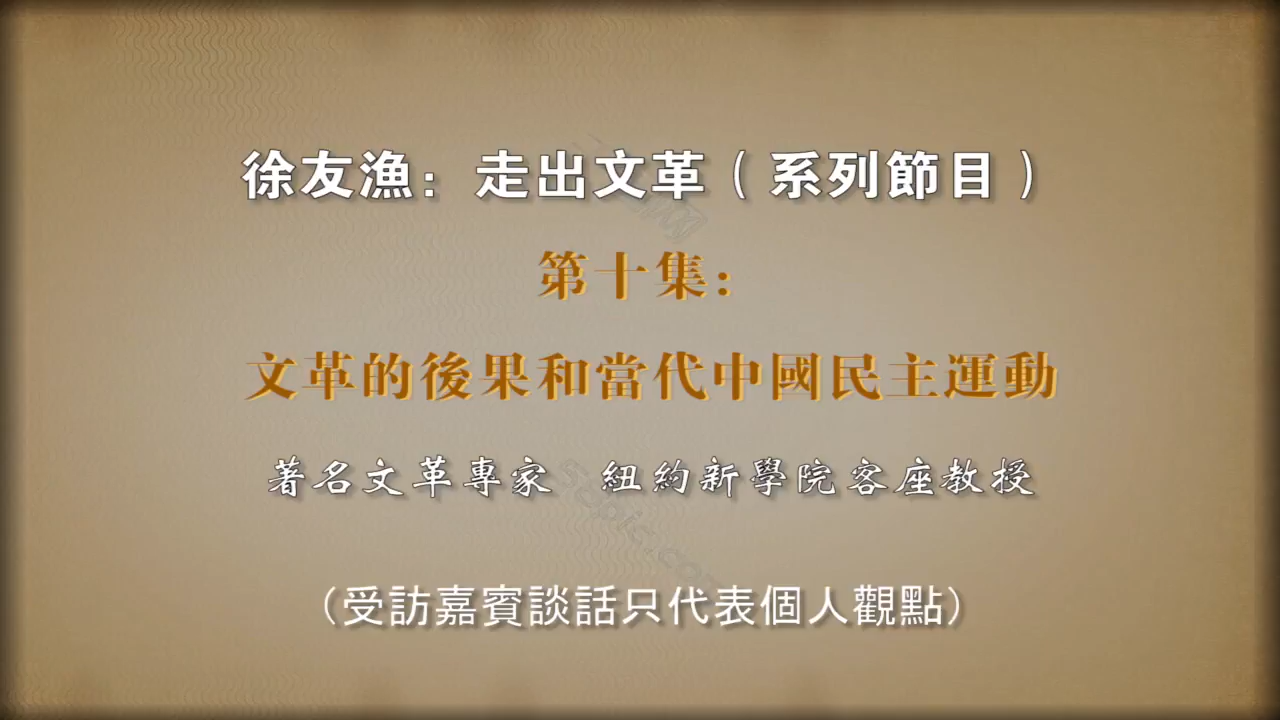 徐友漁：走出文革（系列節目）
第十集：
文革的後果和當代中國民主運動
著名文革專家　紐約新學院客座教授
（受訪嘉賓談話只代表個人觀點）